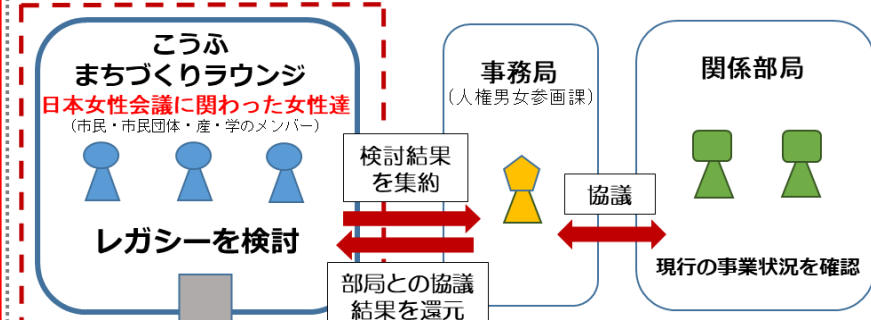 こうふ
まちづくりラウンジ
日本女性会議に関わった女性達
（市民・市民団体・産・学のメンバー）
レガシーを検討
検討結果
を集約
部局との協議
結果を還元
事務局
（人権男女参画課）
協議
関係部局
現行の事業状況を確認